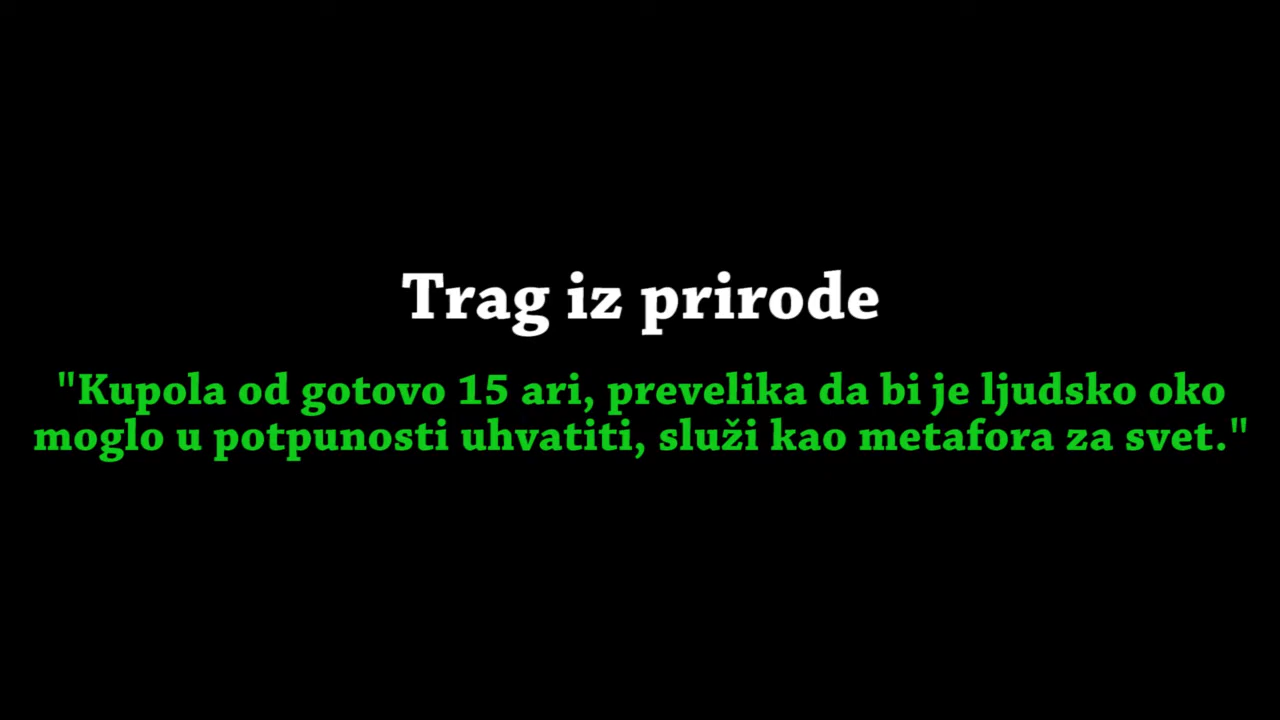 Trag iz prirode
"Kupola od gotovo 15 ari, prevelika da bi je ljudsko oko
moglo u potpunosti uhvatiti, služi kao metafora za svet."